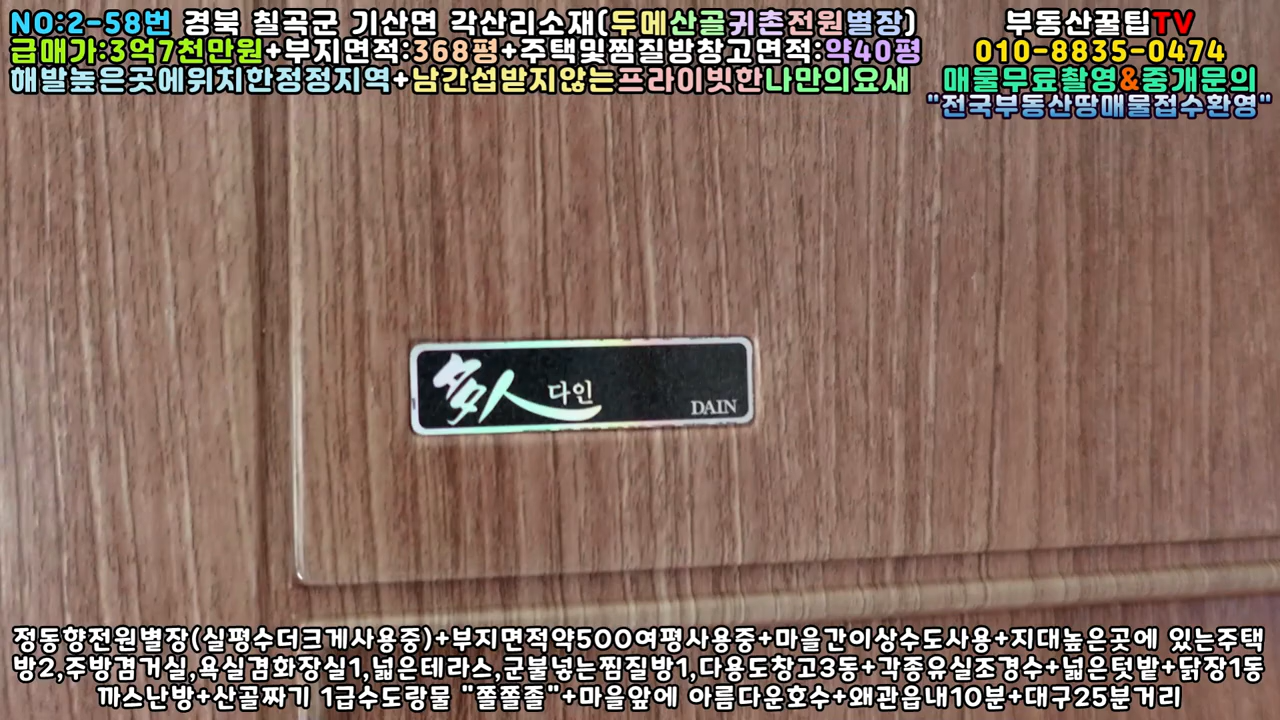 NO:2-58번 경북 칠곡군 기산면 각산리소재(두메산골귀촌전원별장)
급매가:3억7천만원+부지면적:368평+주택및찜질방창고면적:약40평
해발높은곳에위치한정정지역+남간섭받지않는프라이빗한나만의요새
부동산꿀팁TV
010-8835-0474
매물무료촬영&중개문의
"전국부동산땅매물접수환영"
多人 다인
DAIN
정동향전원별장(실평수더크게사용중)+부지면적약500여평사용중+마을간이상수도사용+지대높은곳에 있는주택
방2,주방겸거실,욕실겸화장실1,넓은테라스,군불넣는찜질방1,다용도창고3동+각종유실조경수+넓은텃밭+닭장1동
까스난방+산골짜기 1급수도랑물 "쫄쫄졸"+마을앞에 아름다운호수+왜관읍내10분+대구25분거리